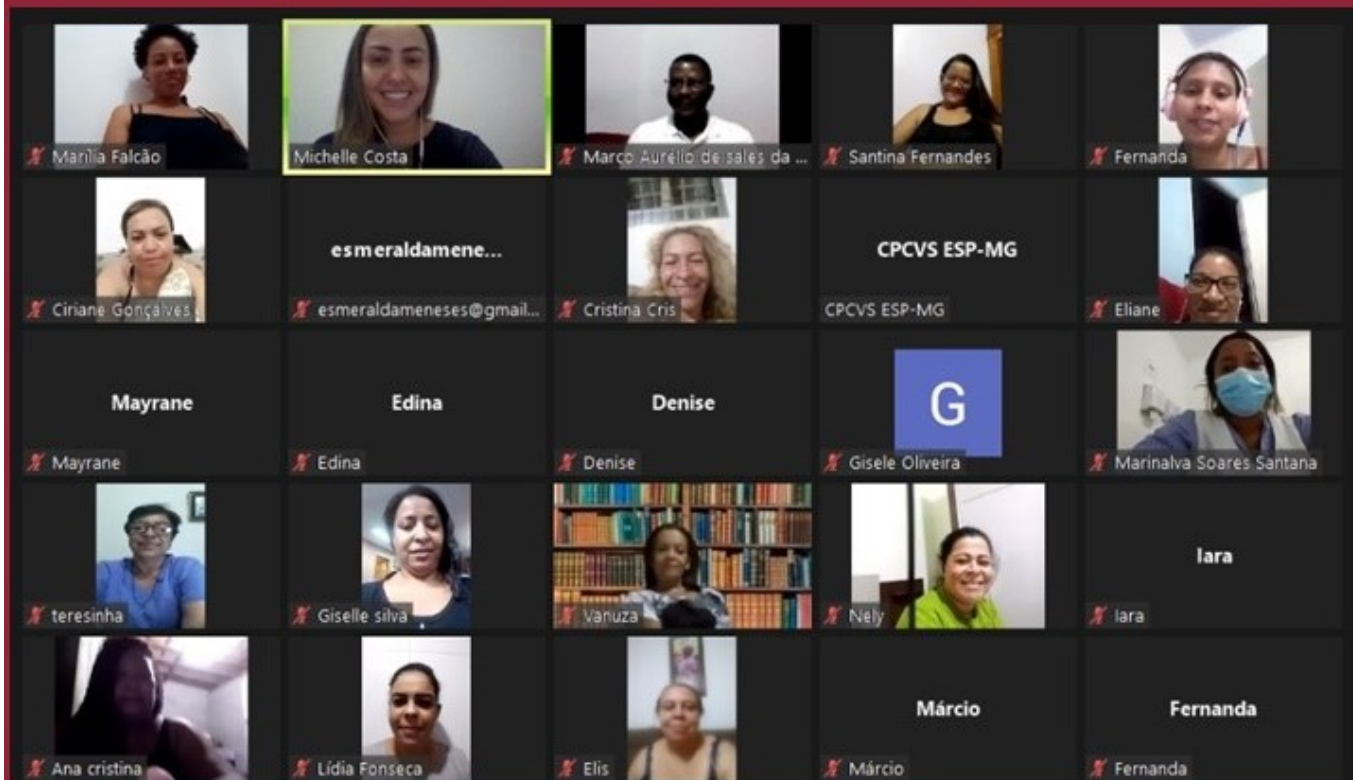 Marília Falcão
Michelle Costa
Março Aurelio de sales da ...
Santina Fernandes
Fernanda
Ciriane Gonçalves
esmeraldamene...
esmeraldameneses@gmail...
Cristina Cris
CPCVS ESP-MG
CPCVS ESP-MG
Eliane
Mayrane
Mayrane
Edina
Edina
Denise
Denise
G
Gisele Oliveira
Marinalva Soares Santana
teresinha
Giselle silva
Vanuza
Nely
Iara
Iara
Ana cristina
Lídia Fonseca
Elis
Márcio
Márcio
Fernanda
Fernanda